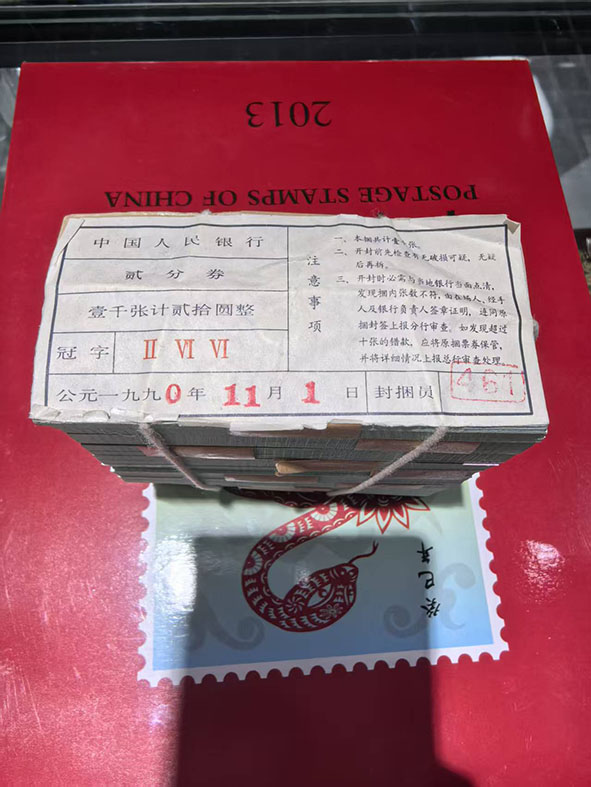 2013
POSTAGE STAMPS OF CHINA
中国人民银行
贰分券
壹千张计贰拾圆整
冠字 II VI VI
公元一九九0年 11月 1日 封捆员 461
注意事项
一、本捆共计壹千张。
二、开封前先检查有无破损可疑，无疑
后再拆。
三、开封时必需与当地银行当面点清，
发现捆内张数不符，面在场人、经手
人及银行负责人签章证明，连同原
捆封签上报分行审查。如发现超过
十张的错款，应将原捆票券保管，
并将详细情况上报总行审查处理。
癸巳年